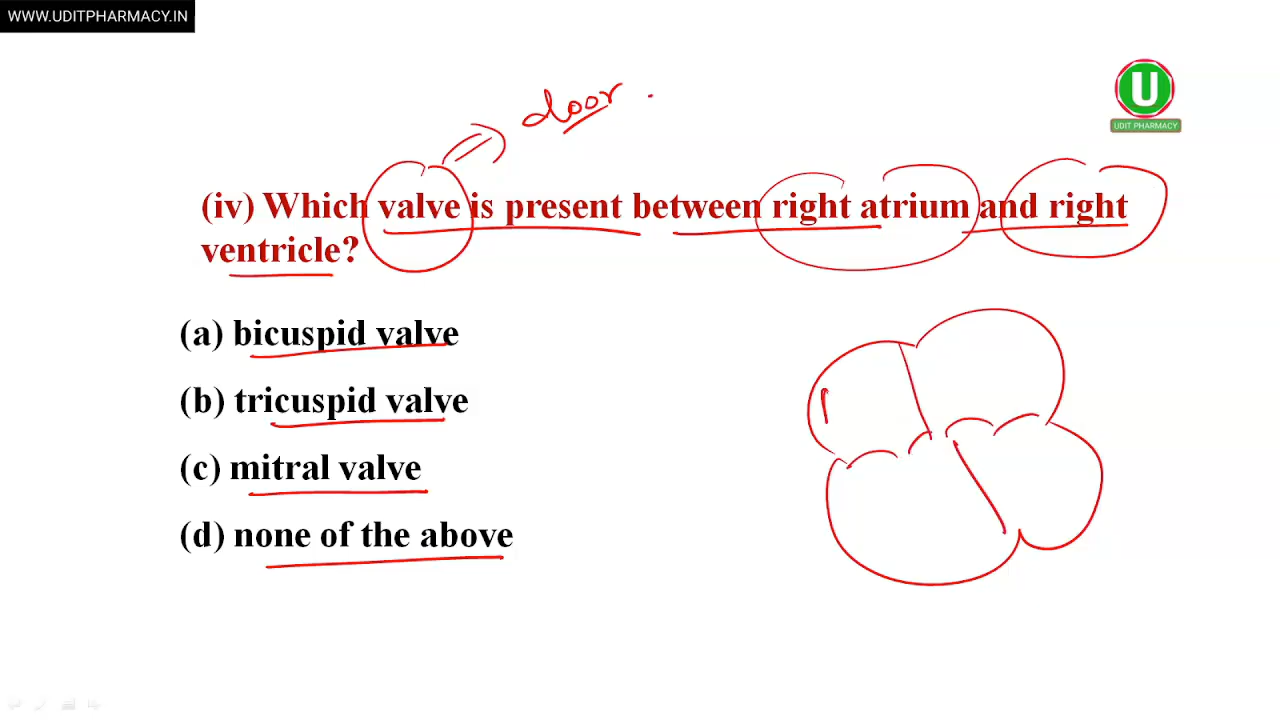 WWW.UDITPHARMACY.IN
door
U
UDIT PHARMACY
(iv) Which valve is present between right atrium and right
ventricle?
(a) bicuspid valve
(b) tricuspid valve
(c) mitral valve
(d) none of the above